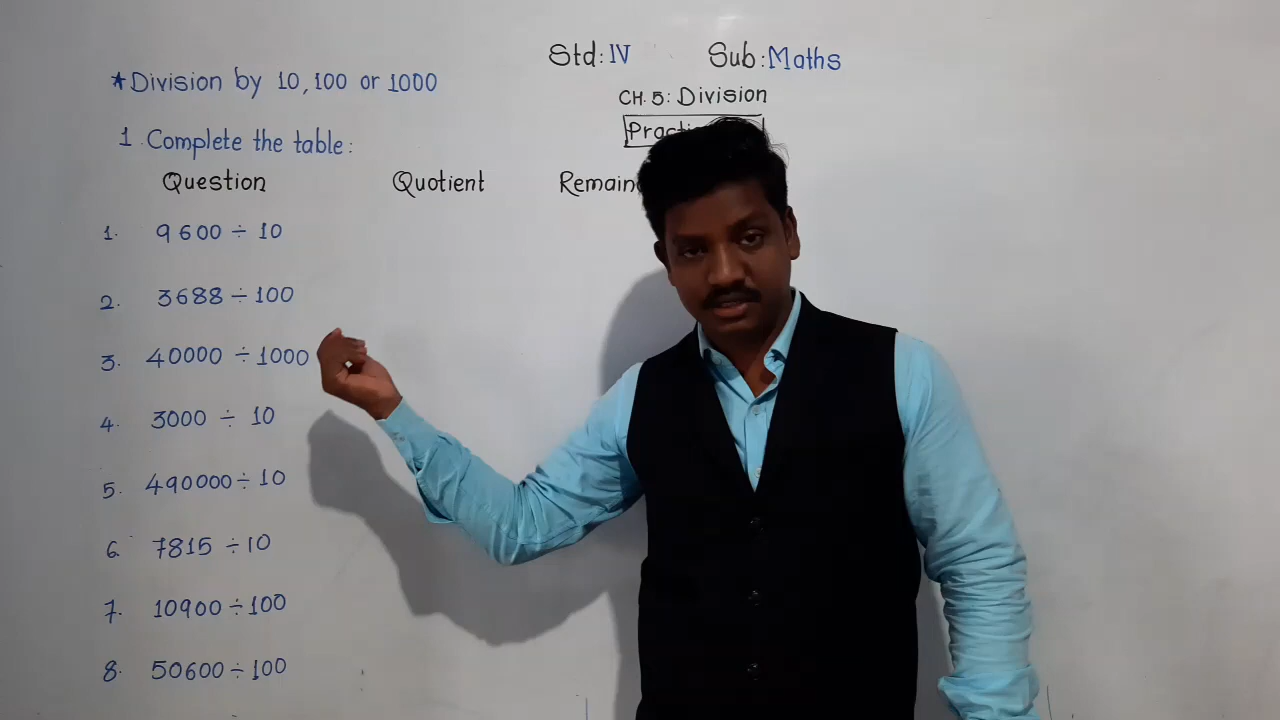 Std: IV Sub: Maths
CH. 5: Division
*Division by 10, 100 or 1000
1. Complete the table:
Question Quotient
1. 9600 ÷ 10
2. 3688 ÷ 100
3. 40000 ÷ 1000
4. 3000 ÷ 10
5. 490000 ÷ 10
6. 7815 ÷ 10
7. 10900 ÷ 100
8. 50600 ÷ 100